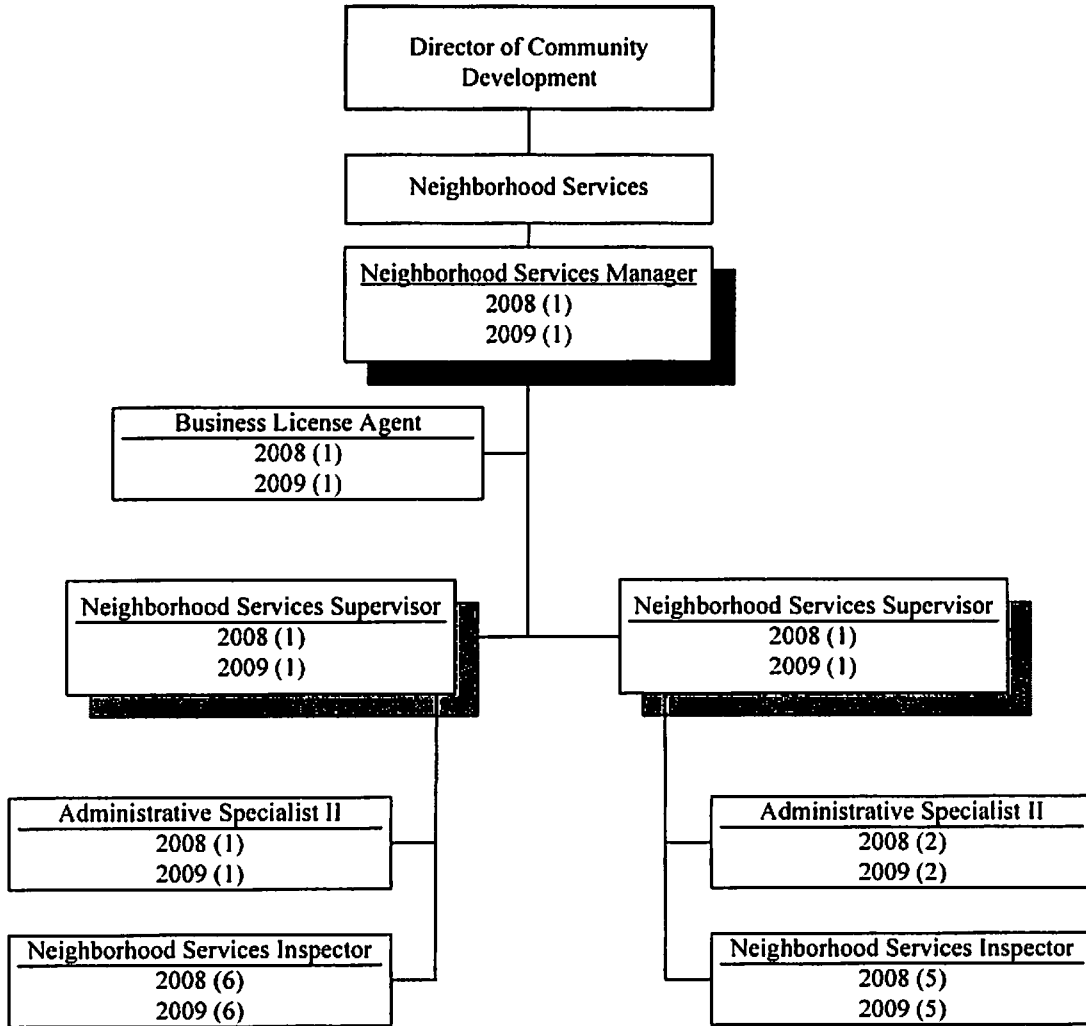 Director of Community
Development
Neighborhood Services
Neighborhood Services Manager
2008 (1)
2009 (1)
Business License Agent
2008 (1)
2009 (1)
Neighborhood Services Supervisor
2008 (1)
2009 (1)
Neighborhood Services Supervisor
2008 (1)
2009 (1)
Administrative Specialist II
2008 (1)
2009 (1)
Administrative Specialist II
2008 (2)
2009 (2)
Neighborhood Services Inspector
2008 (6)
2009 (6)
Neighborhood Services Inspector
2008 (5)
2009 (5)